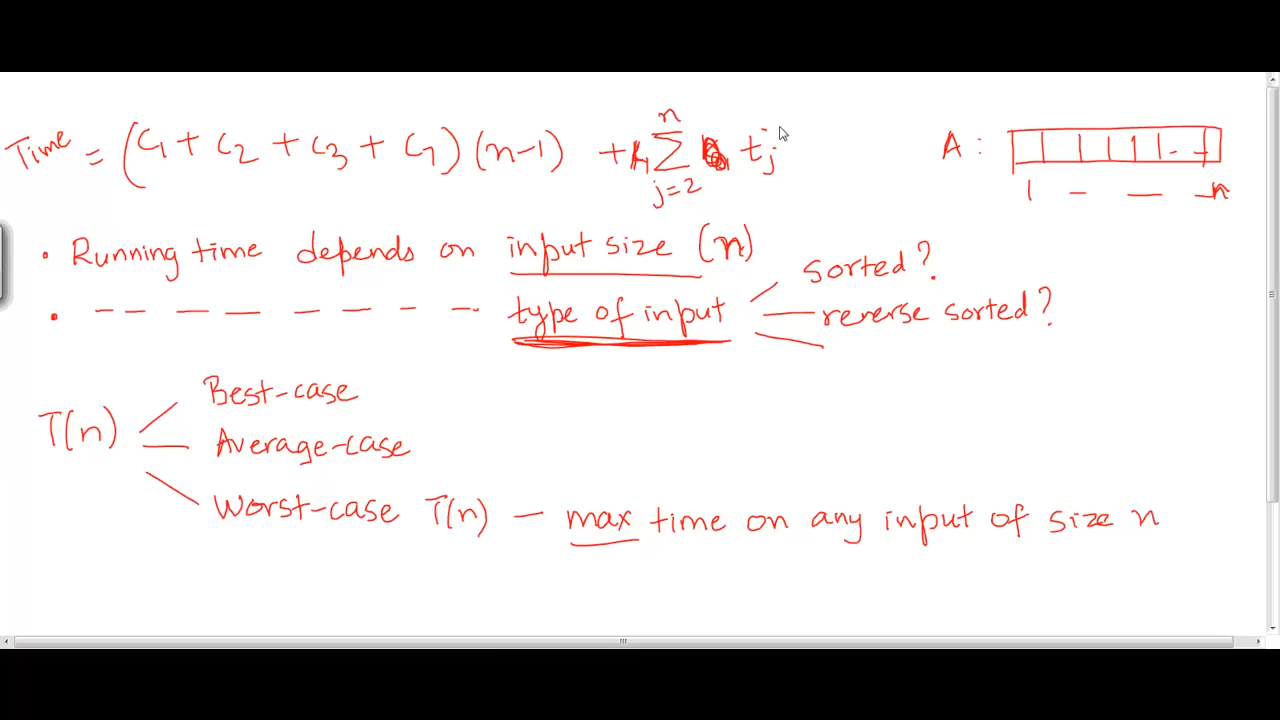 Time = (C1 + C2 + C3 + C7) (n-1) + ∑ tj
n
j=2
A :
1 – — – n
• Running time depends on input size (n)
• – – — — – – – – type of input
sorted?
reverse sorted?
T(n)
Best-case
Average-case
Worst-case T(n) – max time on any input of size n